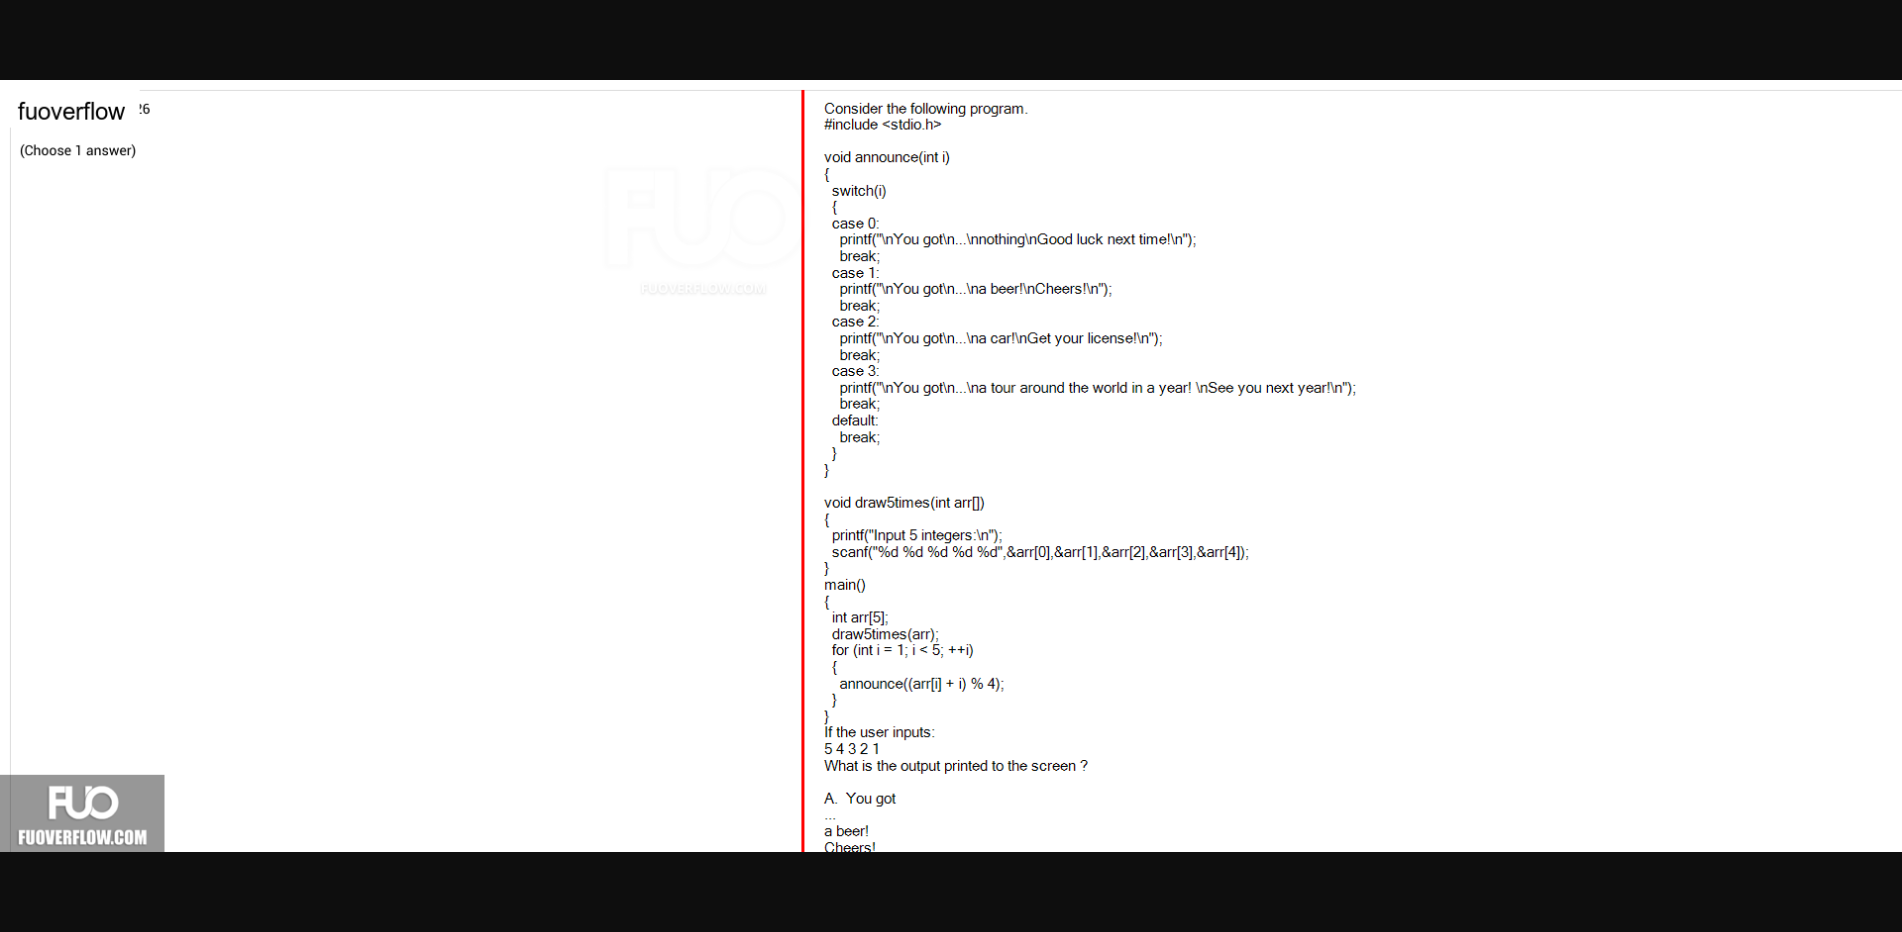 fuoverflow 26
(Choose 1 answer)
FUO
FUOVERFLOW.COM
Consider the following program.
#include <stdio.h>
void announce(int i)
{
switch(i)
{
case 0:
printf("\nYou got\n...\nnothing\nGood luck next time!\n");
break;
case 1:
printf("\nYou got\n...\na beer!\nCheers!\n");
break;
case 2:
printf("\nYou got\n...\na car!\nGet your license!\n");
break;
case 3:
printf("\nYou got\n...\na tour around the world in a year! \nSee you next year!\n");
break;
default:
break;
}
}
void draw5times(int arr[])
{
printf("Input 5 integers:\n");
scanf("%d %d %d %d %d",&arr[0],&arr[1],&arr[2],&arr[3],&arr[4]);
}
main()
{
int arr[5];
draw5times(arr);
for (int i = 1; i < 5; ++i)
{
announce((arr[i] + i) % 4);
}
}
If the user inputs:
5 4 3 2 1
What is the output printed to the screen ?
A. You got
...
a beer!
Cheers!
FUO
FUOVERFLOW.COM